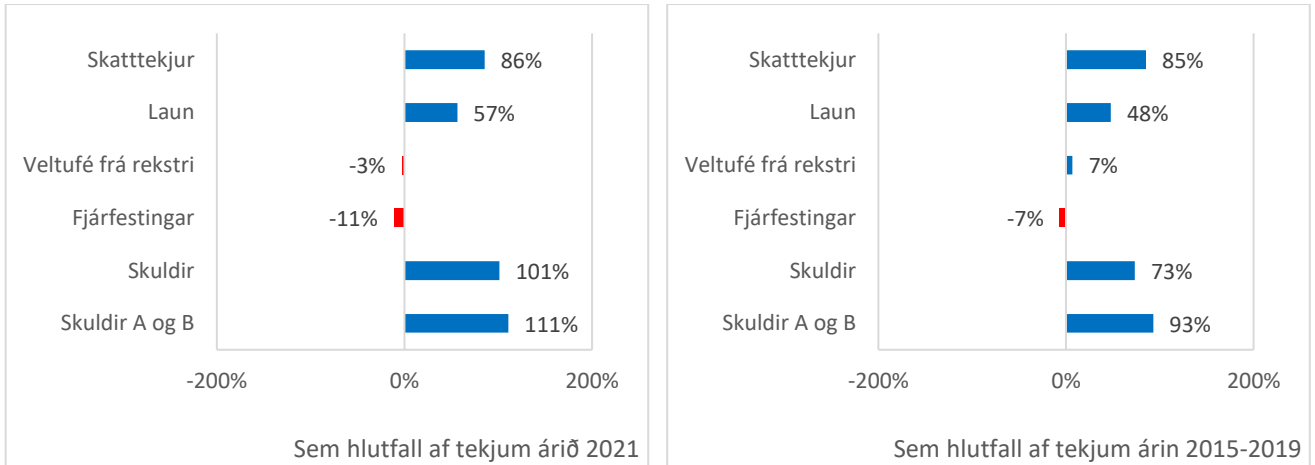 Skatttekjur 86%
Laun 57%
Veltufé frá rekstri -3%
Fjárfestingar -11%
Skuldir 101%
Skuldir A og B 111%
-200% 0% 200%
Sem hlutfall af tekjum árið 2021
Skatttekjur 85%
Laun 48%
Veltufé frá rekstri 7%
Fjárfestingar -7%
Skuldir 73%
Skuldir A og B 93%
-200% 0% 200%
Sem hlutfall af tekjum árin 2015-2019